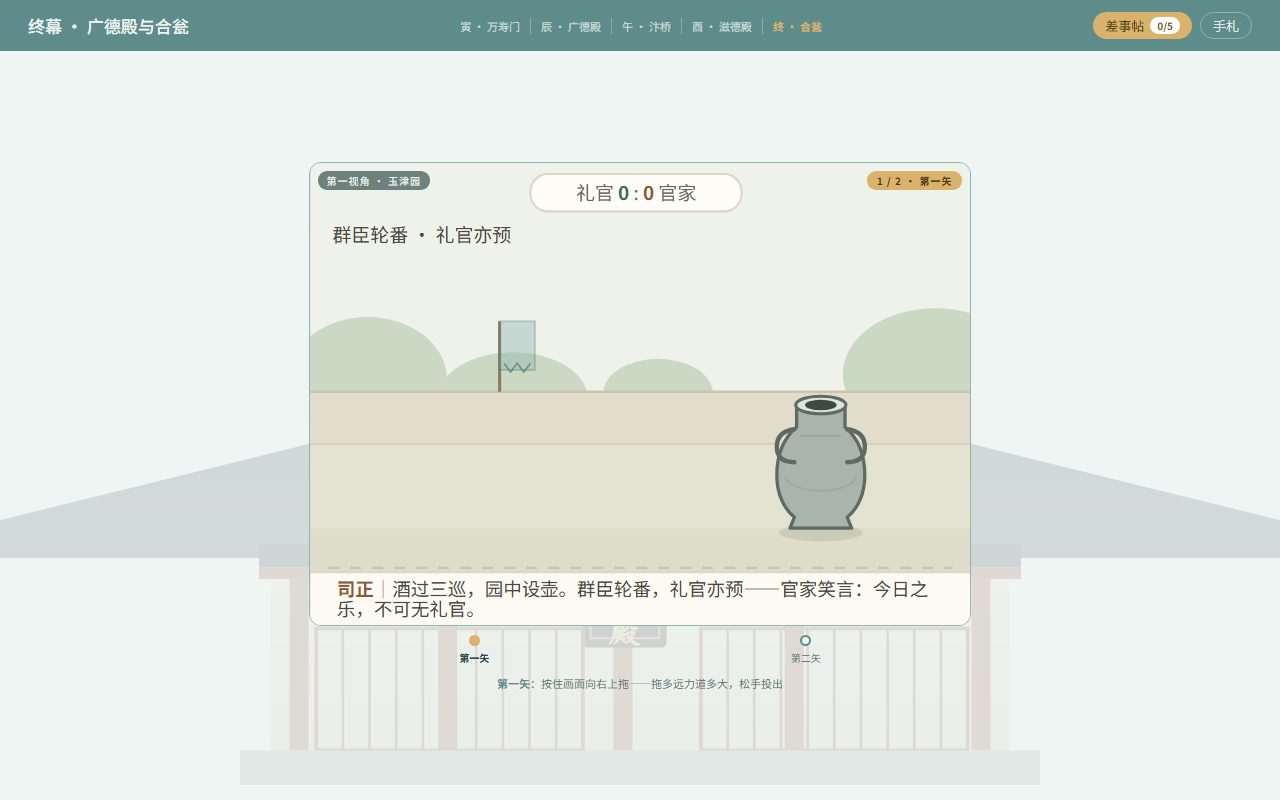 终幕 · 广德殿与合瓮
寅 · 万寿门
辰 · 广德殿
午 · 汴桥
酉 · 滋德殿
终 · 合瓮
差事帖 0/5
手札
第一视角 · 玉津园
礼官 0 : 0 官家
1 / 2 · 第一矢
群臣轮番 · 礼官亦预
司正｜酒过三巡，园中设壶。群臣轮番，礼官亦预——官家笑言：今日之
乐，不可无礼官。
殿
第一矢
第二矢
第一矢：按住画面向右上拖——拖多远力道多大，松手投出